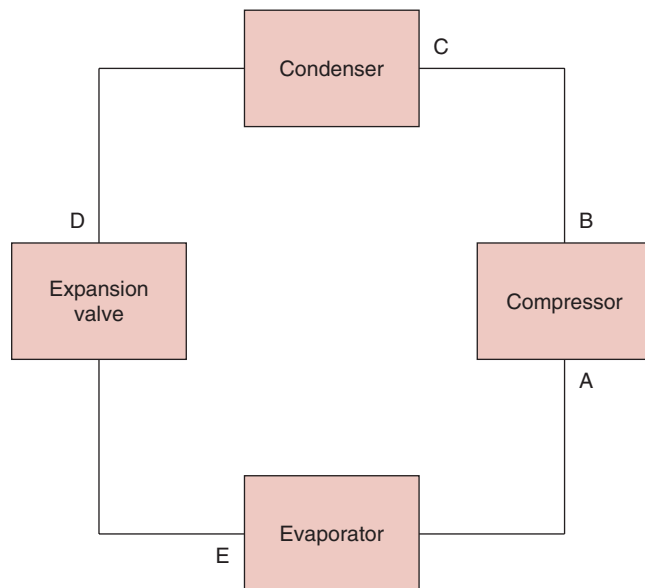 Condenser
C
D
B
Expansion
valve
Compressor
A
Evaporator
E